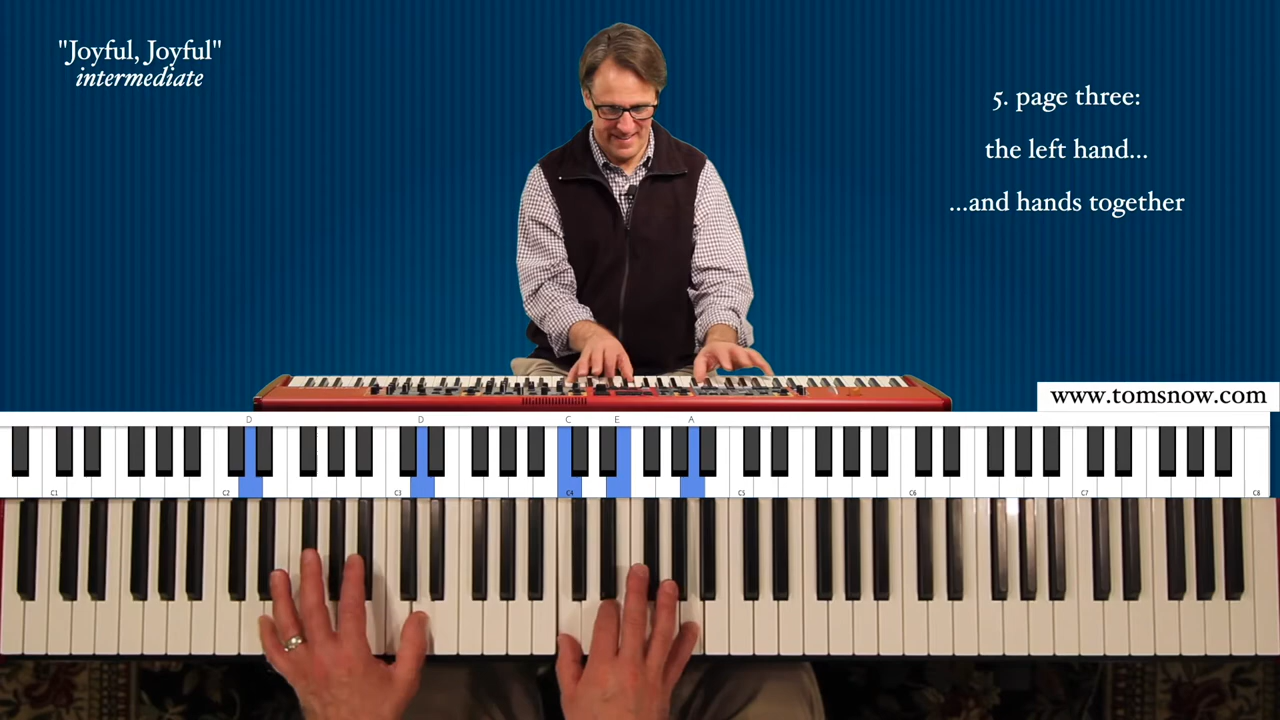 "Joyful, Joyful"
intermediate
5. page three:
the left hand...
...and hands together
www.tomsnow.com
D D C E A
C1 C2 C3 C4 C5 C6 C7 C8